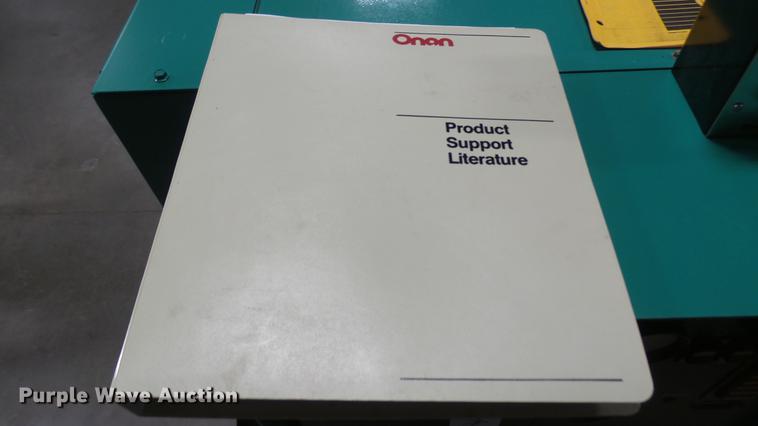 Onan
Product
Support
Literature
Purple Wave Auction